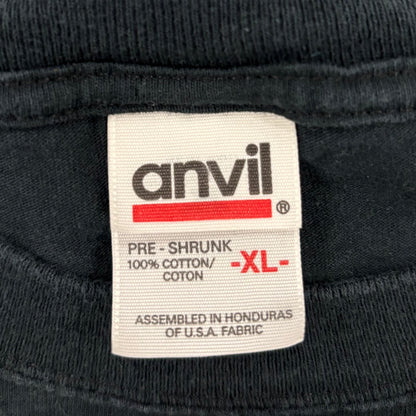 anvil
®
PRE - SHRUNK
100% COTTON/
COTON
-XL-
ASSEMBLED IN HONDURAS
OF U.S.A. FABRIC